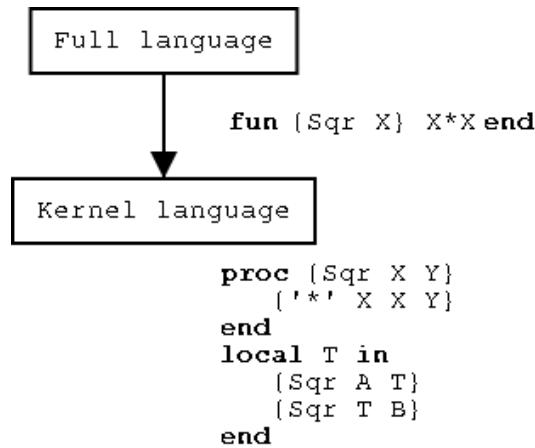 Full language
fun {Sqr X} X*X end
Kernel language
proc {Sqr X Y}
{'*' X X Y}
end
local T in
{Sqr A T}
{Sqr T B}
end